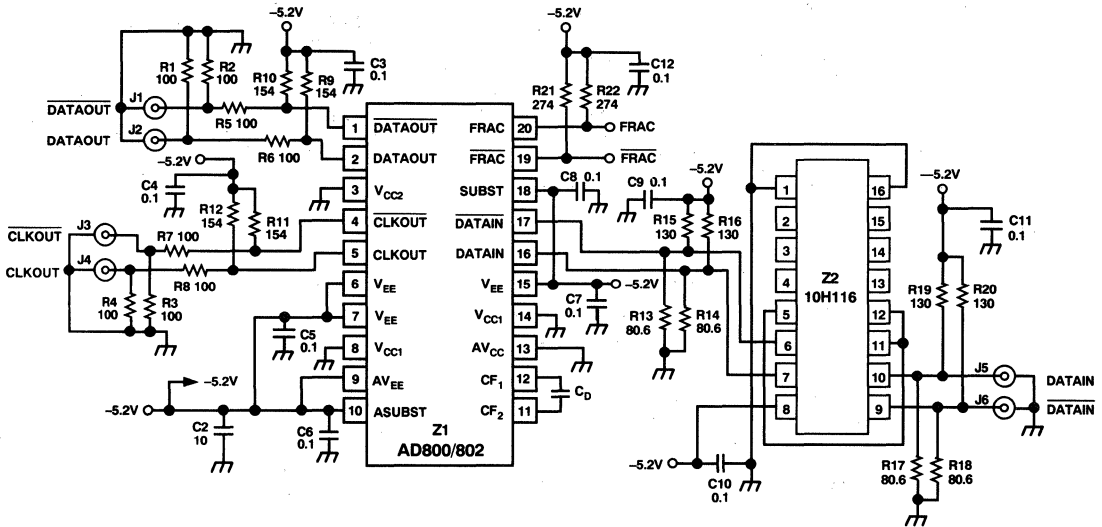 –5.2V
–5.2V
R1
100
R2
100
R10
154
R9
154
C3
0.1
R21
274
R22
274
C12
0.1
DATAOUT
J1
R5 100
DATAOUT
J2
R6 100
1
DATAOUT
FRAC
20
FRAC
2
DATAOUT
FRAC
19
FRAC
–5.2V
C4
0.1
R12
154
R11
154
3
VCC2
SUBST
18
C8 0.1
C9 0.1
–5.2V
CLKOUT
J3
R7 100
4
CLKOUT
DATAIN
17
R15
130
R16
130
CLKOUT
J4
R8 100
5
CLKOUT
DATAIN
16
R4
100
R3
100
6
VEE
VEE
15
–5.2V
C7
0.1
R13
80.6
R14
80.6
7
VEE
VCC1
14
C5
0.1
8
VCC1
AVCC
13
–5.2V
9
AVEE
CF1
12
CD
–5.2V
10
ASUBST
CF2
11
C2
10
C6
0.1
Z1
AD800/802
1
16
2
15
3
14
4
13
5
12
6
11
7
10
8
9
Z2
10H116
–5.2V
C11
0.1
R19
130
R20
130
J5
DATAIN
J6
DATAIN
–5.2V
C10
0.1
R17
80.6
R18
80.6